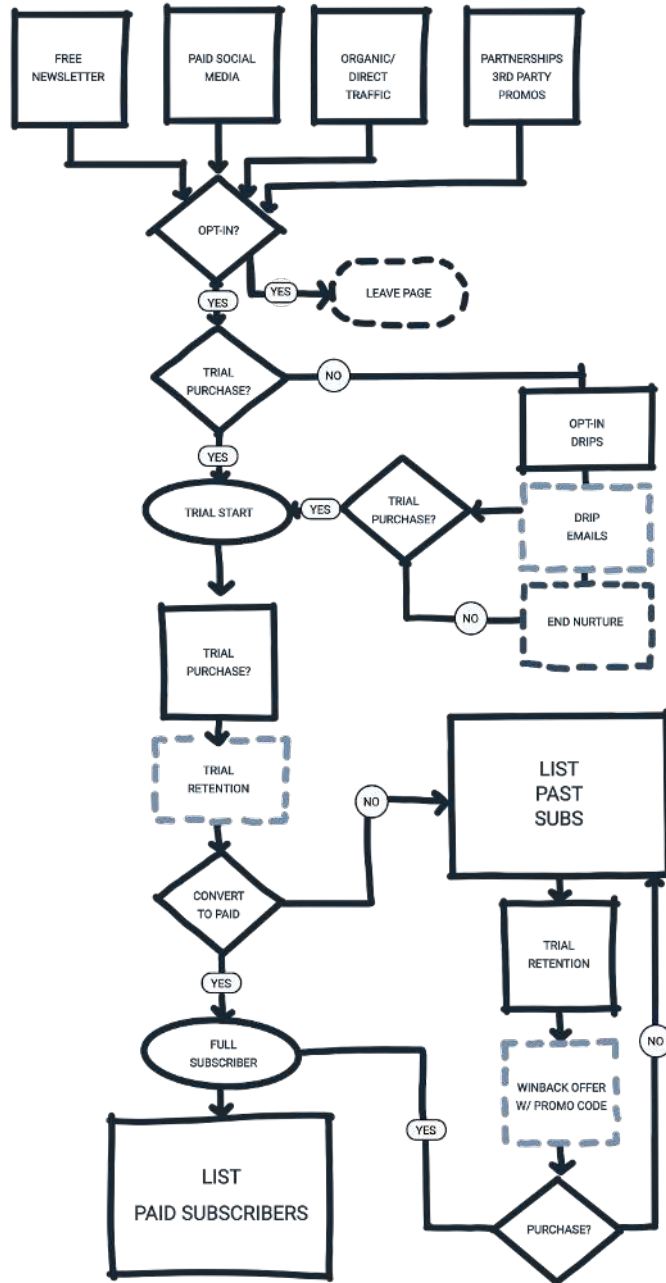 FREE
NEWSLETTER
PAID SOCIAL
MEDIA
ORGANIC/
DIRECT
TRAFFIC
PARTNERSHIPS
3RD PARTY
PROMOS
OPT-IN?
YES
LEAVE PAGE
YES
TRIAL
PURCHASE?
NO
OPT-IN
DRIPS
YES
TRIAL START
YES
TRIAL
PURCHASE?
DRIP
EMAILS
NO
END NURTURE
TRIAL
PURCHASE?
TRIAL
RETENTION
NO
LIST
PAST
SUBS
CONVERT
TO PAID
TRIAL
RETENTION
YES
FULL
SUBSCRIBER
NO
WINBACK OFFER
W/ PROMO CODE
YES
LIST
PAID SUBSCRIBERS
PURCHASE?